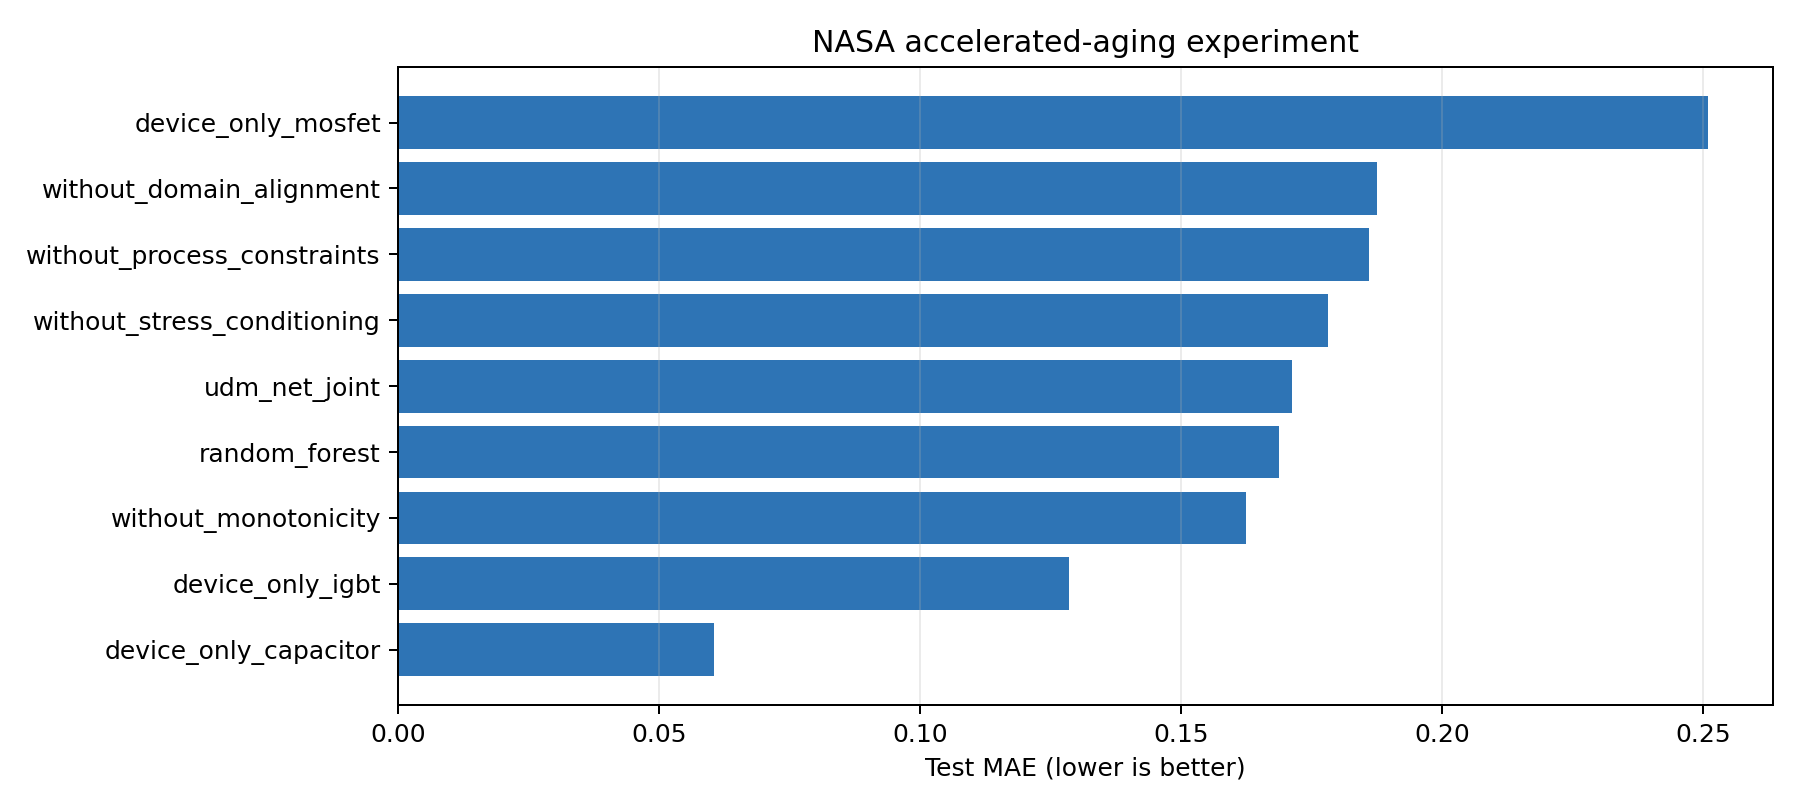 NASA accelerated-aging experiment
device_only_mosfet
without_domain_alignment
without_process_constraints
without_stress_conditioning
udm_net_joint
random_forest
without_monotonicity
device_only_igbt
device_only_capacitor
0.00 0.05 0.10 0.15 0.20 0.25
Test MAE (lower is better)